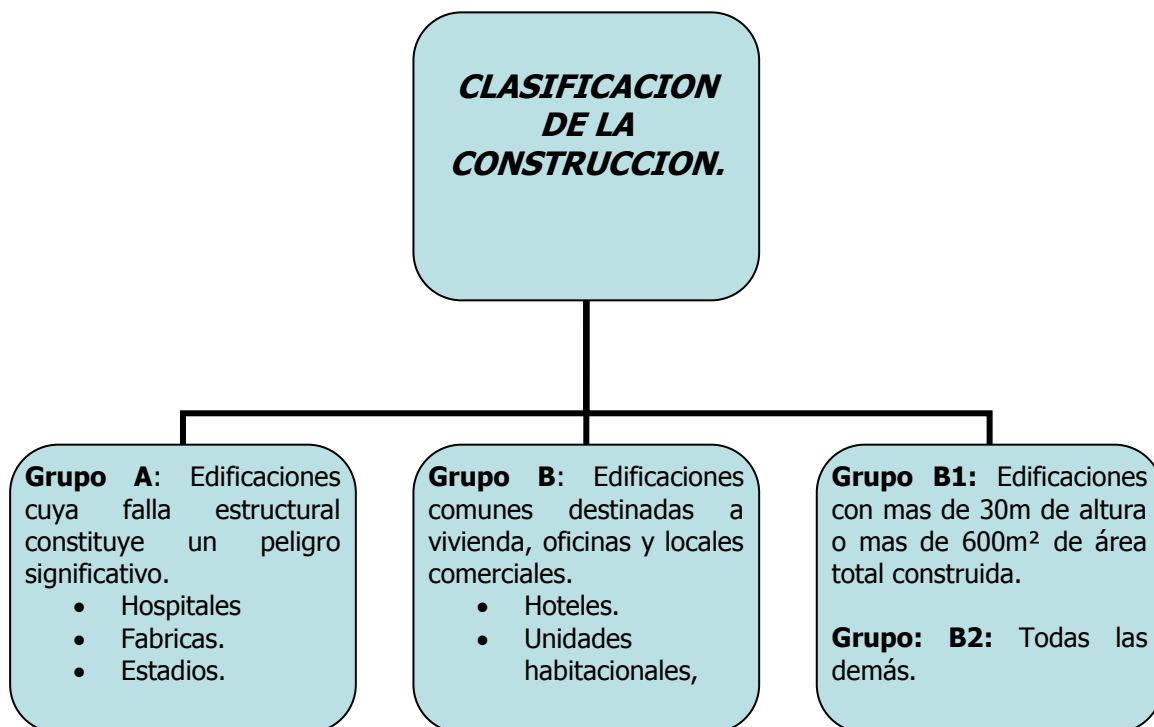 CLASIFICACION
DE LA
CONSTRUCCION.
Grupo A: Edificaciones
cuya falla estructural
constituye un peligro
significativo.
• Hospitales
• Fabricas.
• Estadios.
Grupo B: Edificaciones
comunes destinadas a
vivienda, oficinas y locales
comerciales.
• Hoteles.
• Unidades
habitacionales,
Grupo B1: Edificaciones
con mas de 30m de altura
o mas de 600m² de área
total construida.
Grupo: B2: Todas las
demás.